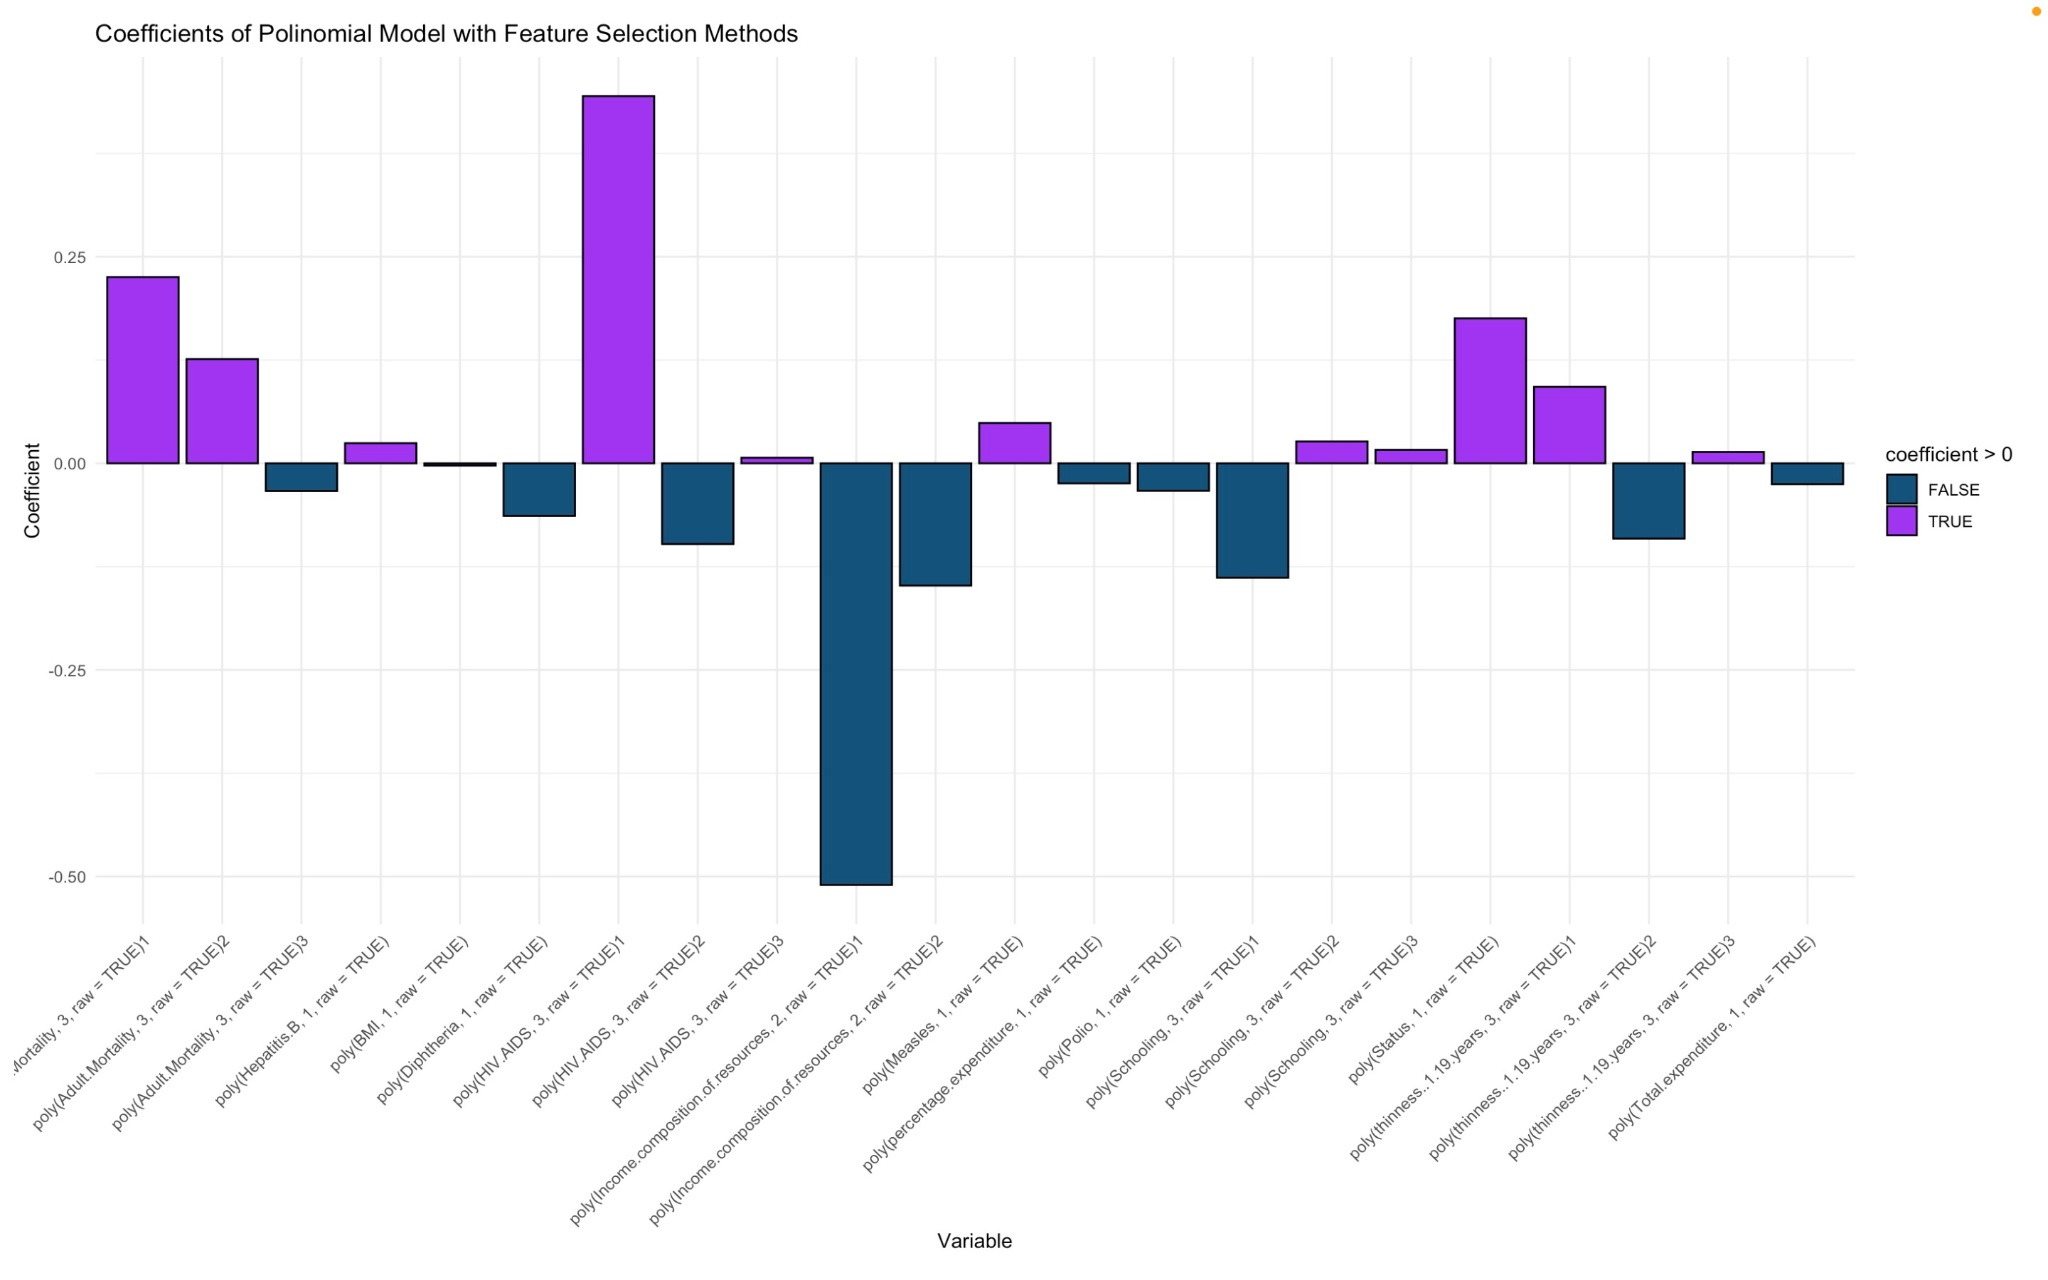 Coefficients of Polinomial Model with Feature Selection Methods
Coefficient
0.25
0.00
-0.25
-0.50
coefficient > 0
FALSE
TRUE
Mortality, 3, raw = TRUE)1
poly(Adult.Mortality, 3, raw = TRUE)2
poly(Adult.Mortality, 3, raw = TRUE)3
poly(Hepatitis.B, 1, raw = TRUE)
poly(BMI, 1, raw = TRUE)
poly(Diphtheria, 1, raw = TRUE)
poly(HIV.AIDS, 3, raw = TRUE)1
poly(HIV.AIDS, 3, raw = TRUE)2
poly(HIV.AIDS, 3, raw = TRUE)3
poly(Income.composition.of.resources, 2, raw = TRUE)1
poly(Income.composition.of.resources, 2, raw = TRUE)2
poly(Measles, 1, raw = TRUE)
poly(percentage.expenditure, 1, raw = TRUE)
poly(Polio, 1, raw = TRUE)
poly(Schooling, 3, raw = TRUE)1
poly(Schooling, 3, raw = TRUE)2
poly(Schooling, 3, raw = TRUE)3
poly(Status, 1, raw = TRUE)
poly(thinness..1.19.years, 3, raw = TRUE)1
poly(thinness..1.19.years, 3, raw = TRUE)2
poly(thinness..1.19.years, 3, raw = TRUE)3
poly(Total.expenditure, 1, raw = TRUE)
Variable